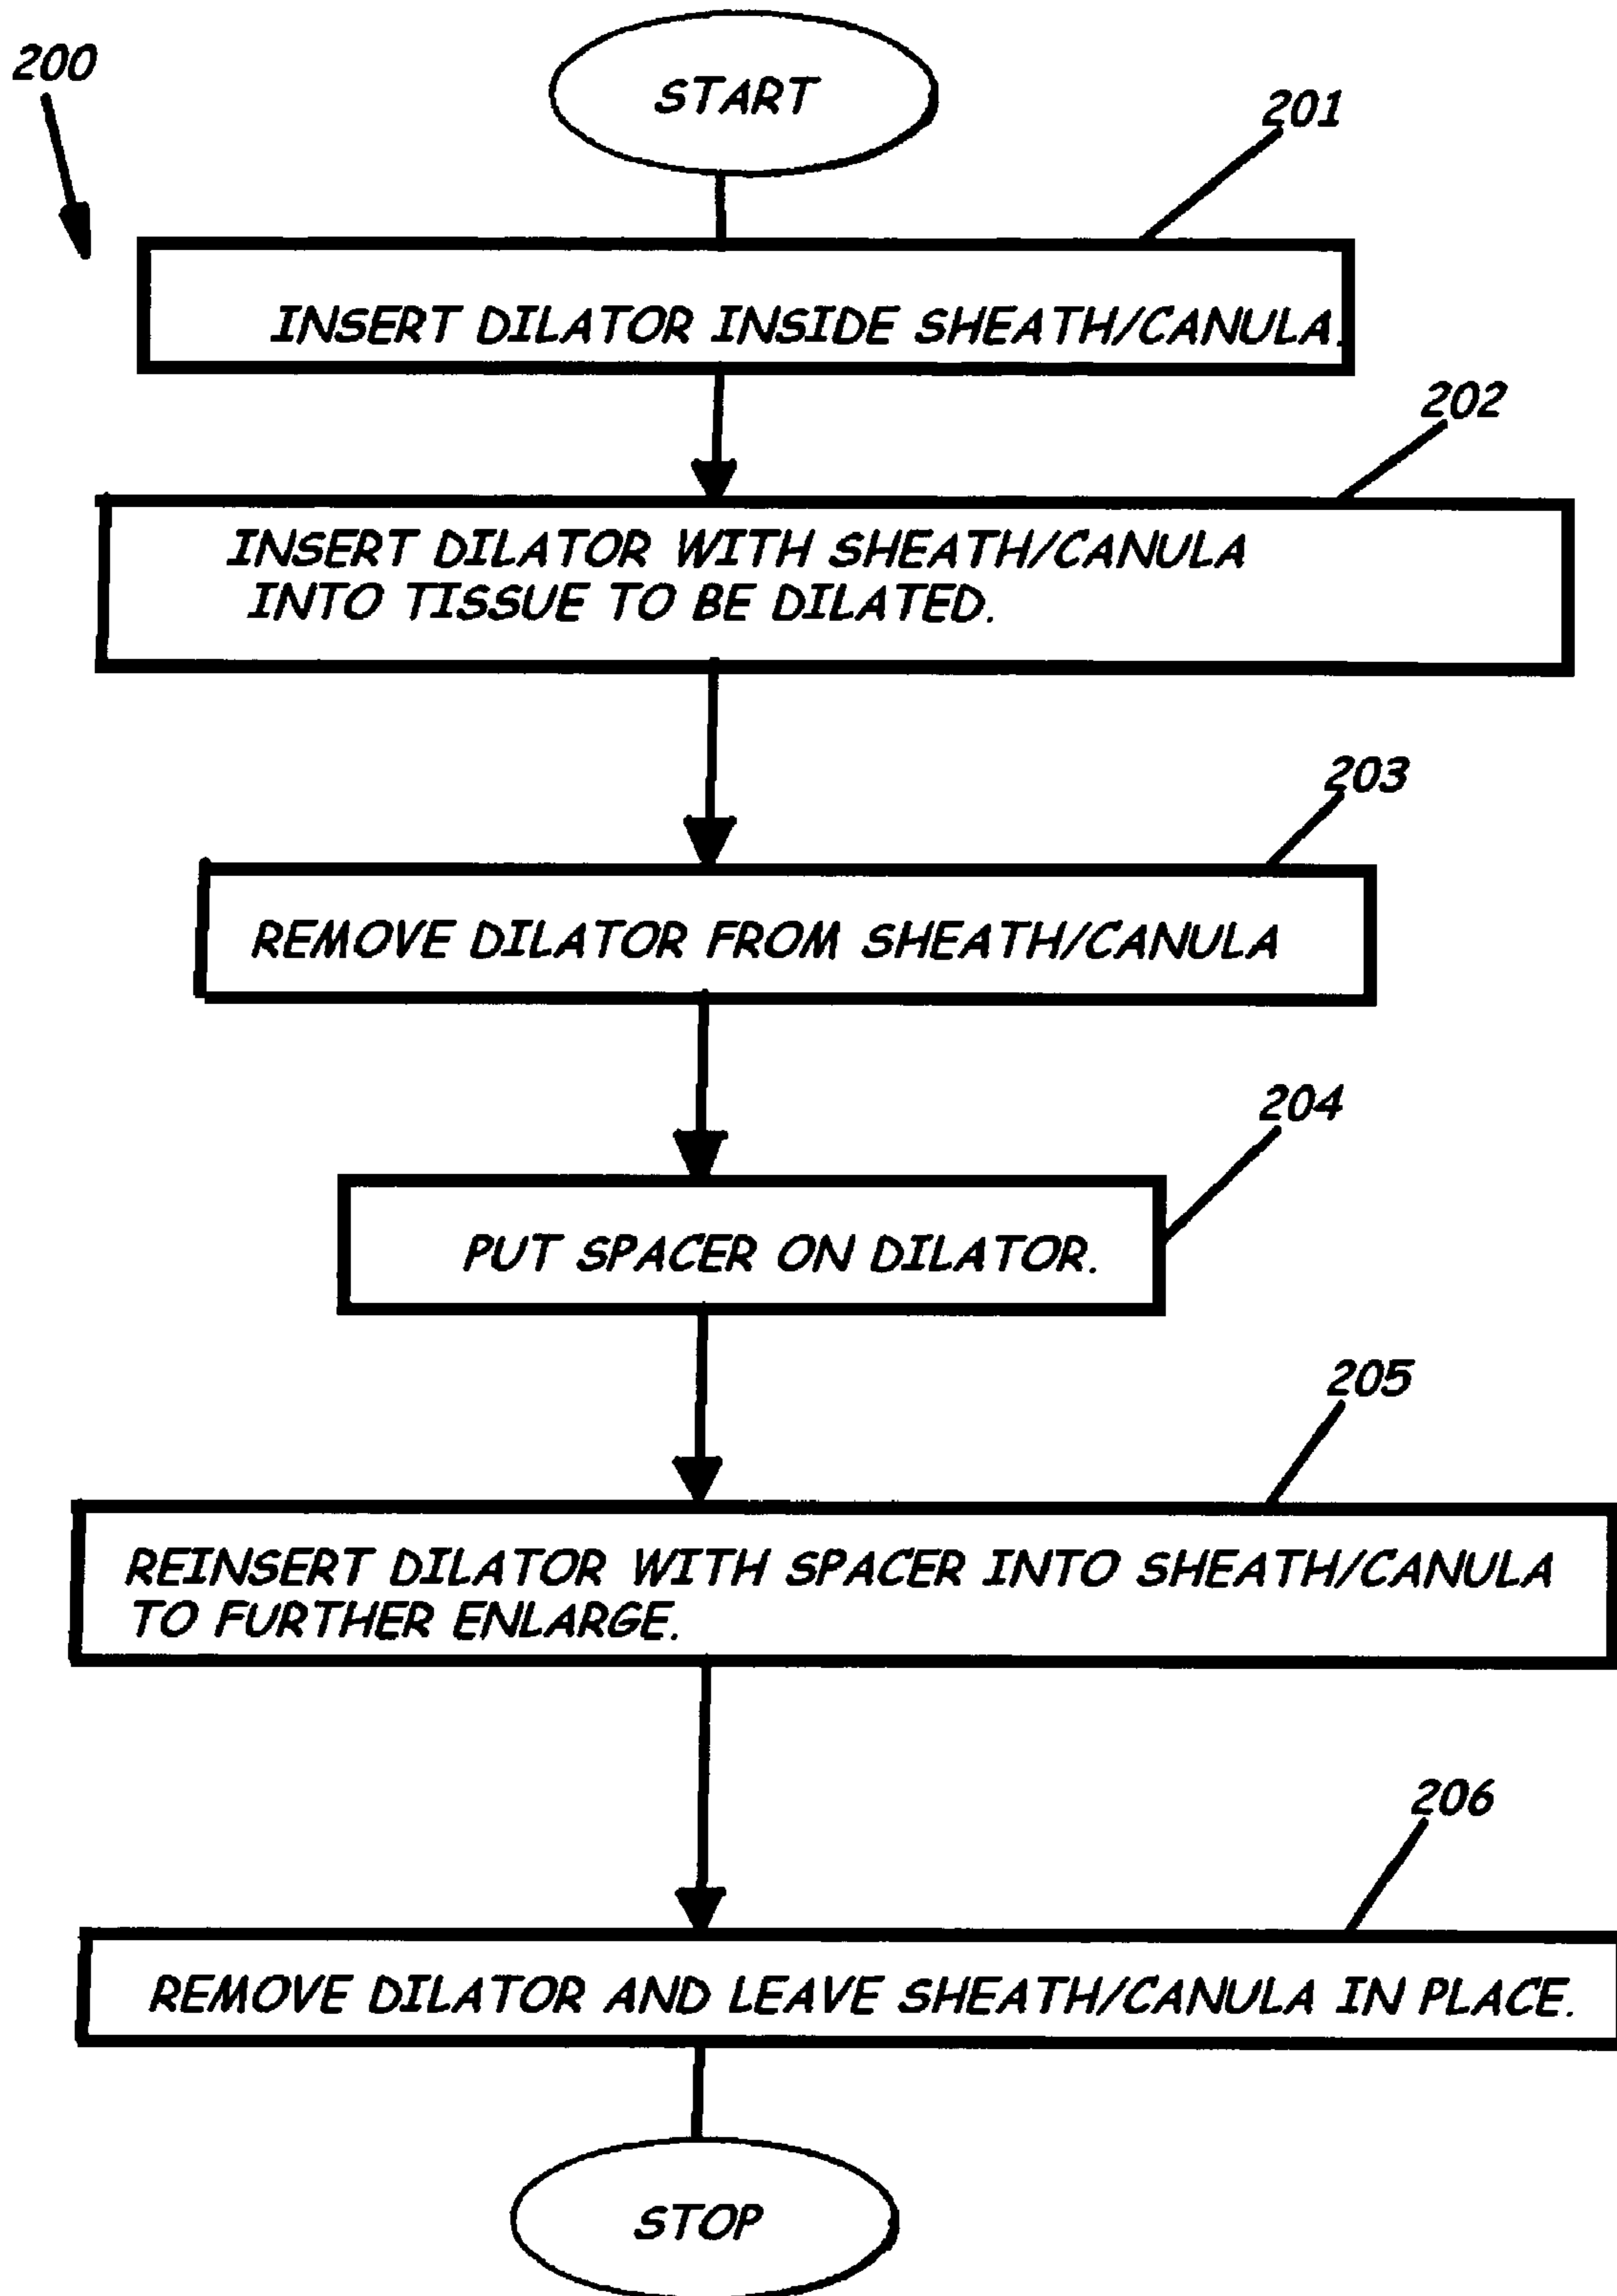 200
START
201
INSERT DILATOR INSIDE SHEATH/CANULA.
202
INSERT DILATOR WITH SHEATH/CANULA
INTO TISSUE TO BE DILATED.
203
REMOVE DILATOR FROM SHEATH/CANULA
204
PUT SPACER ON DILATOR.
205
REINSERT DILATOR WITH SPACER INTO SHEATH/CANULA
TO FURTHER ENLARGE.
206
REMOVE DILATOR AND LEAVE SHEATH/CANULA IN PLACE.
STOP